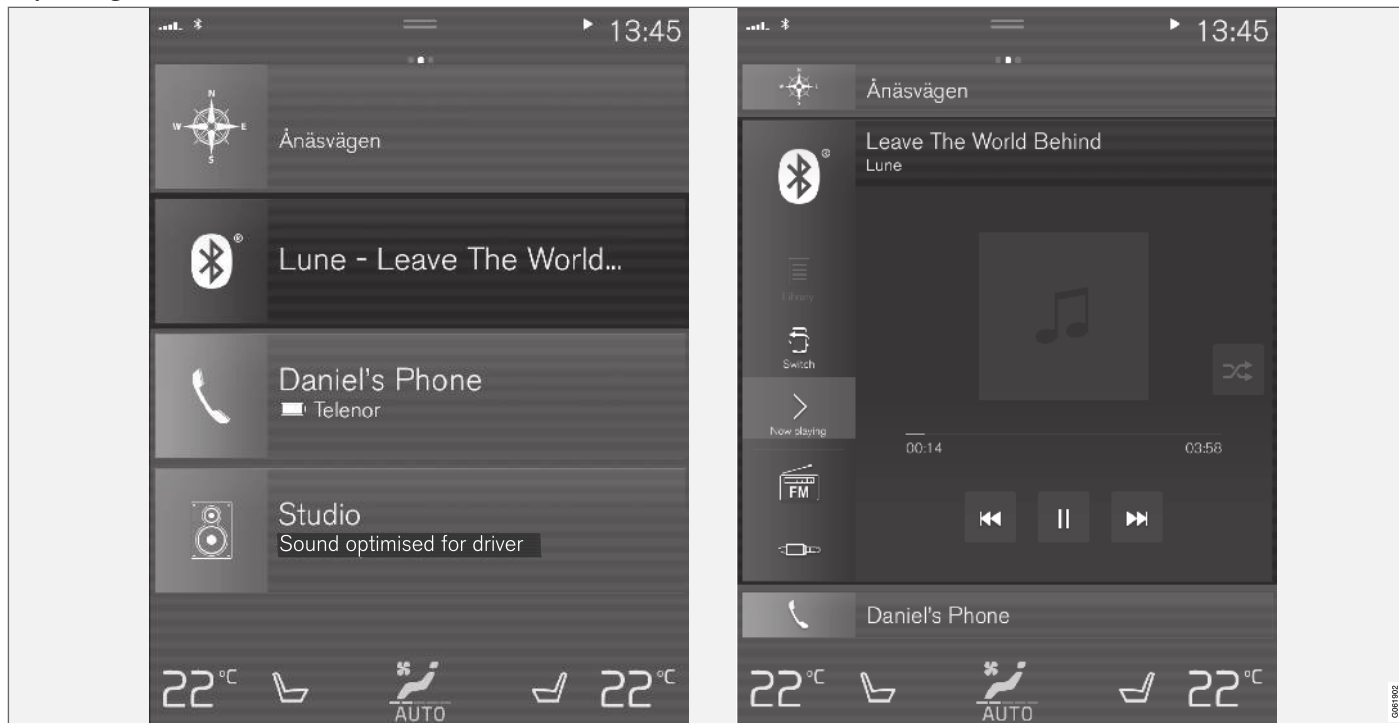 13:45
N
W E
S
Ånäsvägen
®
Lune - Leave The World...
Daniel's Phone
Telenor
Studio
Sound optimised for driver
22°C
AUTO
22°C
13:45
Ånäsvägen
®
Leave The World Behind
Lune
Library
Switch
Now playing
00:14
03:58
FM
Daniel's Phone
22°C
AUTO
22°C
G061902